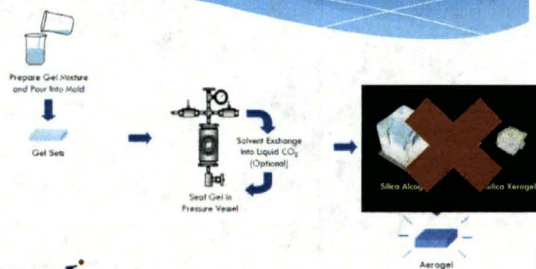 Prepare Gel Mixture
and Pour Into Mold
Gel Sets
Solvent Exchange
Into Liquid CO₂
(Optional)
Seal Gel in
Pressure Vessel
Silica Alcog
Silica Xerogel
Aerogel